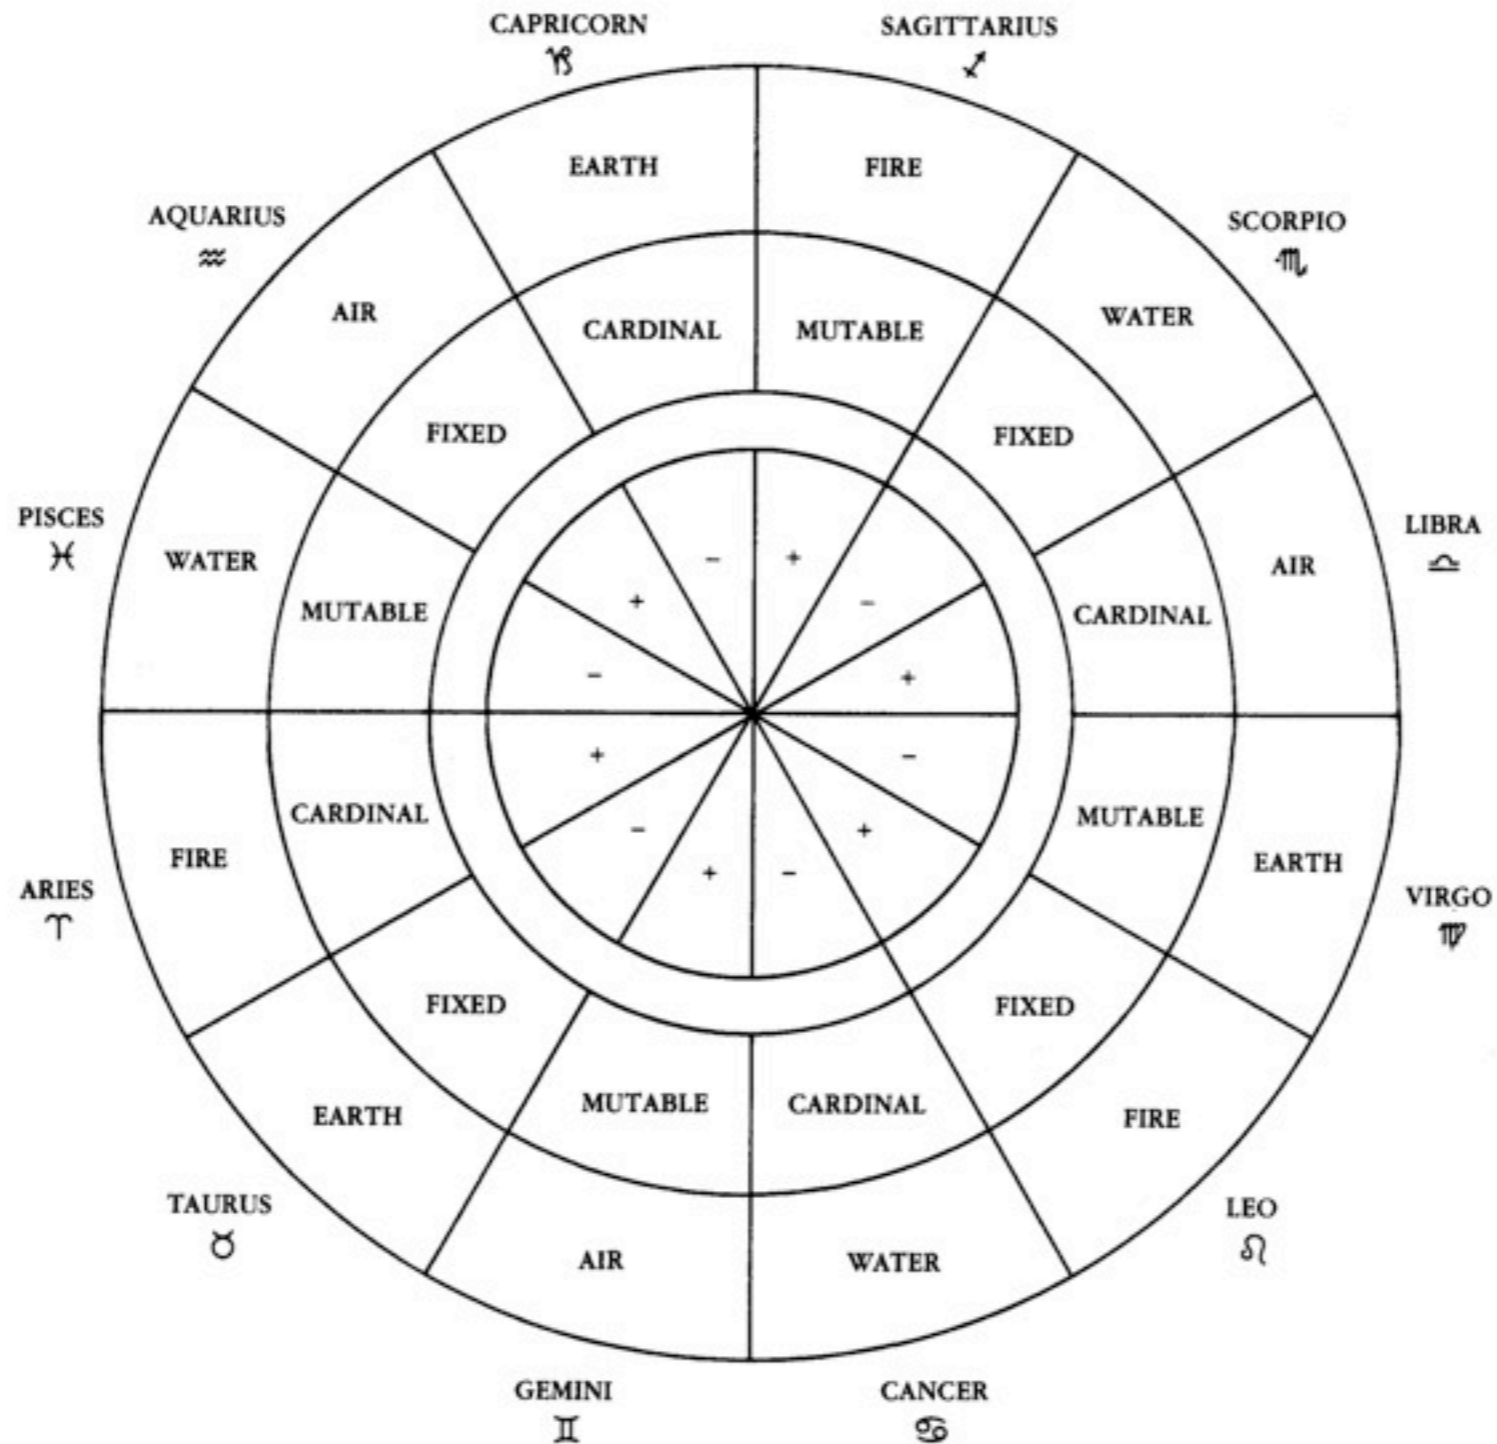 CAPRICORN
♑
SAGITTARIUS
♐
EARTH
FIRE
AQUARIUS
♒
SCORPIO
♏
AIR
CARDINAL
MUTABLE
WATER
FIXED
FIXED
PISCES
♓
WATER
MUTABLE
LIBRA
♎
AIR
CARDINAL
− +
+ −
− +
+ −
− +
+ −
ARIES
♈
FIRE
CARDINAL
MUTABLE
EARTH
VIRGO
♍
FIXED
FIXED
EARTH
MUTABLE
CARDINAL
FIRE
TAURUS
♉
LEO
♌
AIR
WATER
GEMINI
♊
CANCER
♋